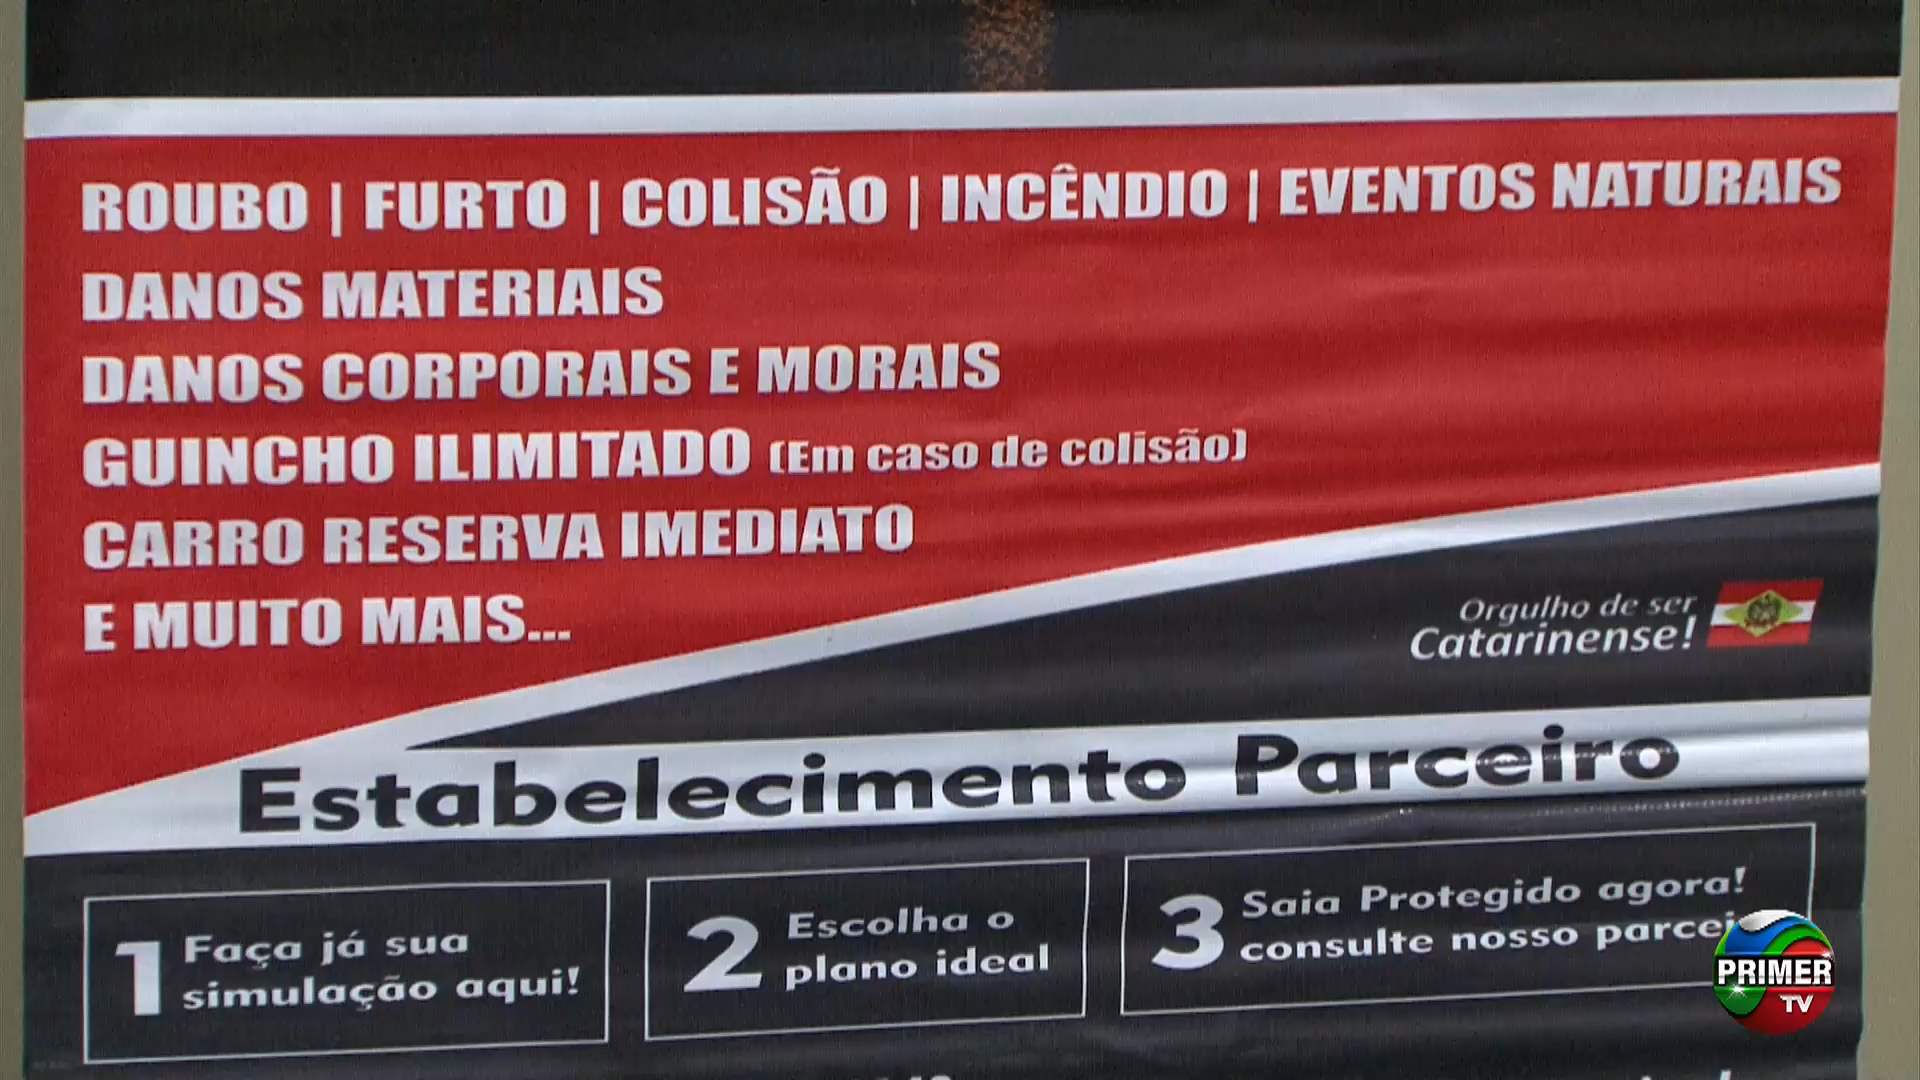 ROUBO | FURTO | COLISÃO | INCÊNDIO | EVENTOS NATURAIS
DANOS MATERIAIS
DANOS CORPORAIS E MORAIS
GUINCHO ILIMITADO (Em caso de colisão)
CARRO RESERVA IMEDIATO
E MUITO MAIS...
Orgulho de ser
Catarinense!
Estabelecimento Parceiro
1 Faça já sua
simulação aqui!
2 Escolha o
plano ideal
3 Saia Protegido agora!
consulte nosso
PRIMER
TV